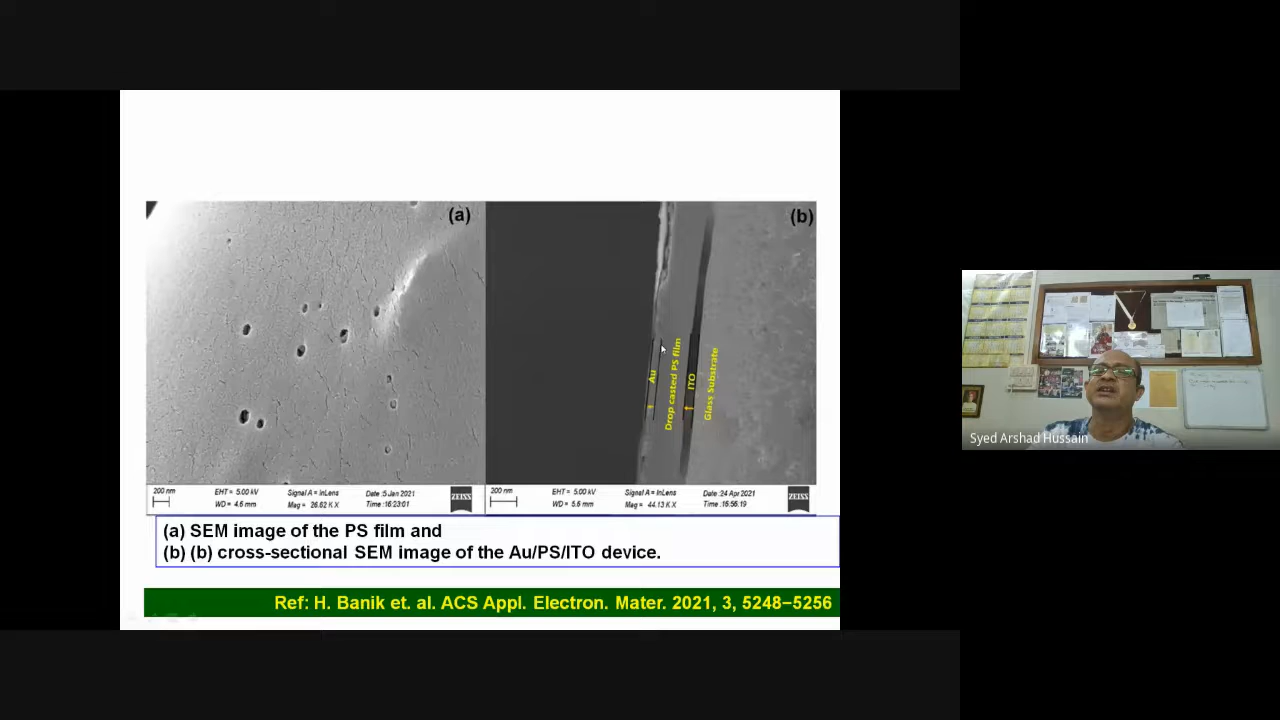 (a)
(b)
Au
Drop casted PS film
ITO
Glass Substrate
200 nm
EHT = 5.00 kV
Signal A = InLens
Date :5 Jan 2021
ZEISS
WD = 4.6 mm
Mag = 26.62 K X
Time :16:23:01
200 nm
EHT = 5.00 kV
Signal A = InLens
Date :24 Apr 2021
ZEISS
WD = 5.6 mm
Mag = 44.13 K X
Time :16:56:19
(a) SEM image of the PS film and
(b) (b) cross-sectional SEM image of the Au/PS/ITO device.
Ref: H. Banik et. al. ACS Appl. Electron. Mater. 2021, 3, 5248−5256
Syed Arshad Hussain